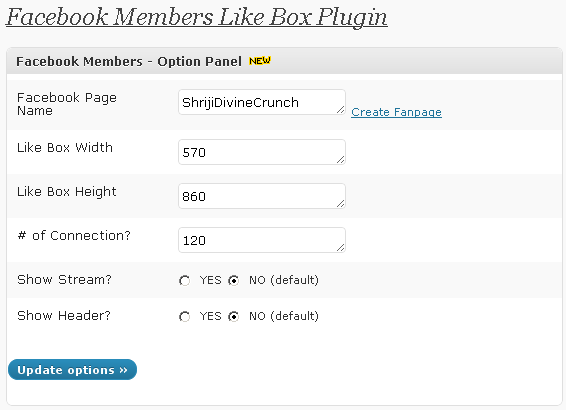 Facebook Members Like Box Plugin
Facebook Members - Option Panel NEW
Facebook Page Name
ShrijiDivineCrunch
Create Fanpage
Like Box Width
570
Like Box Height
860
# of Connection?
120
Show Stream?
YES NO (default)
Show Header?
YES NO (default)
Update options »